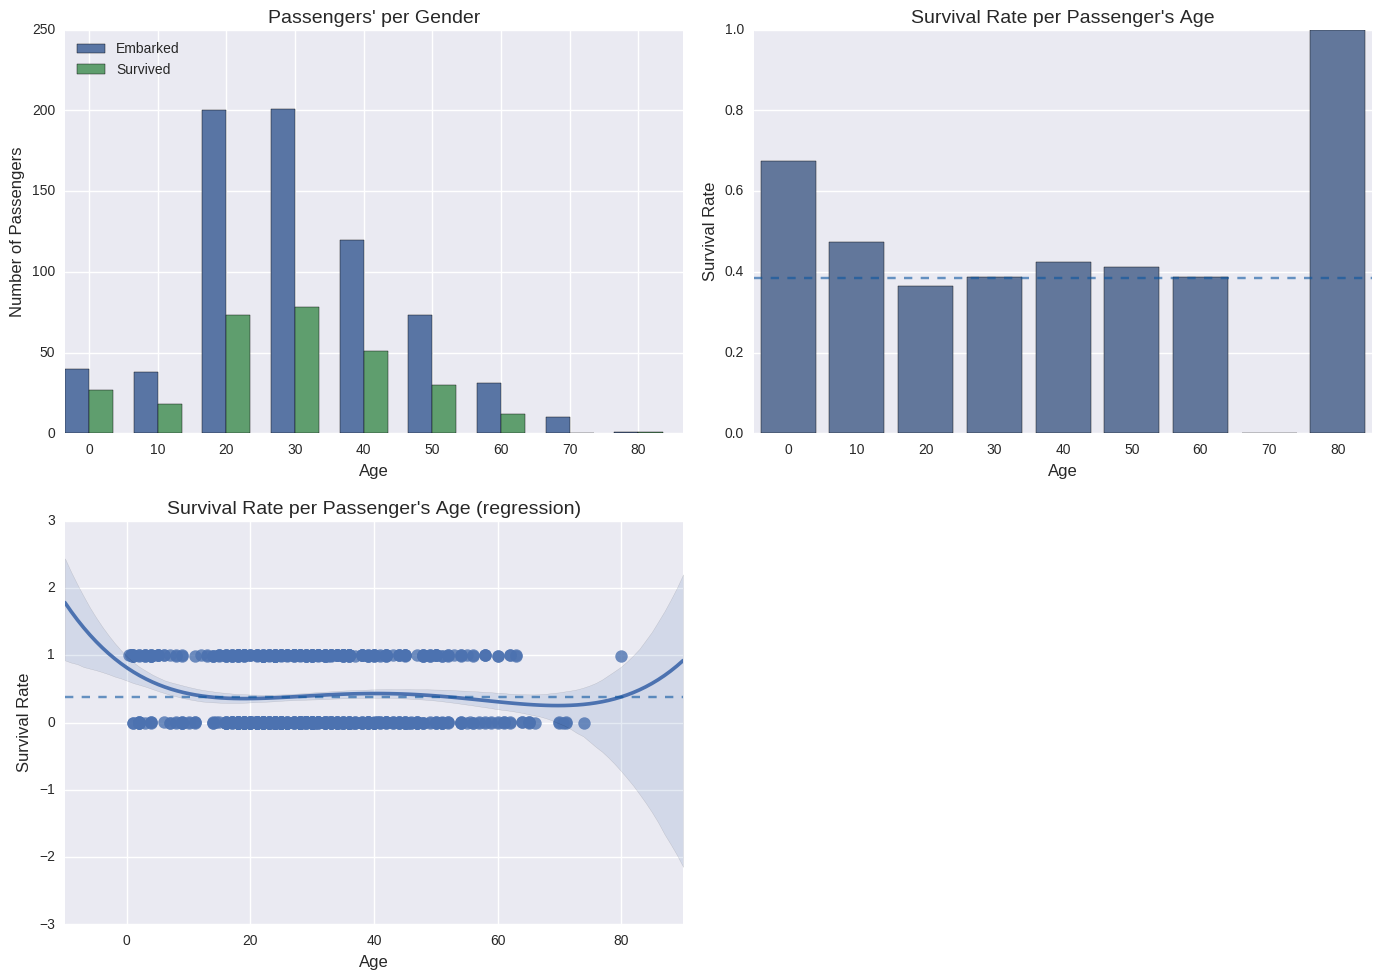 Passengers' per Gender
250
200
150
100
50
0
Number of Passengers
Embarked
Survived
0 10 20 30 40 50 60 70 80
Age
Survival Rate per Passenger's Age
1.0
0.8
0.6
0.4
0.2
0.0
Survival Rate
0 10 20 30 40 50 60 70 80
Age
Survival Rate per Passenger's Age (regression)
3
2
1
0
−1
−2
−3
Survival Rate
0 20 40 60 80
Age